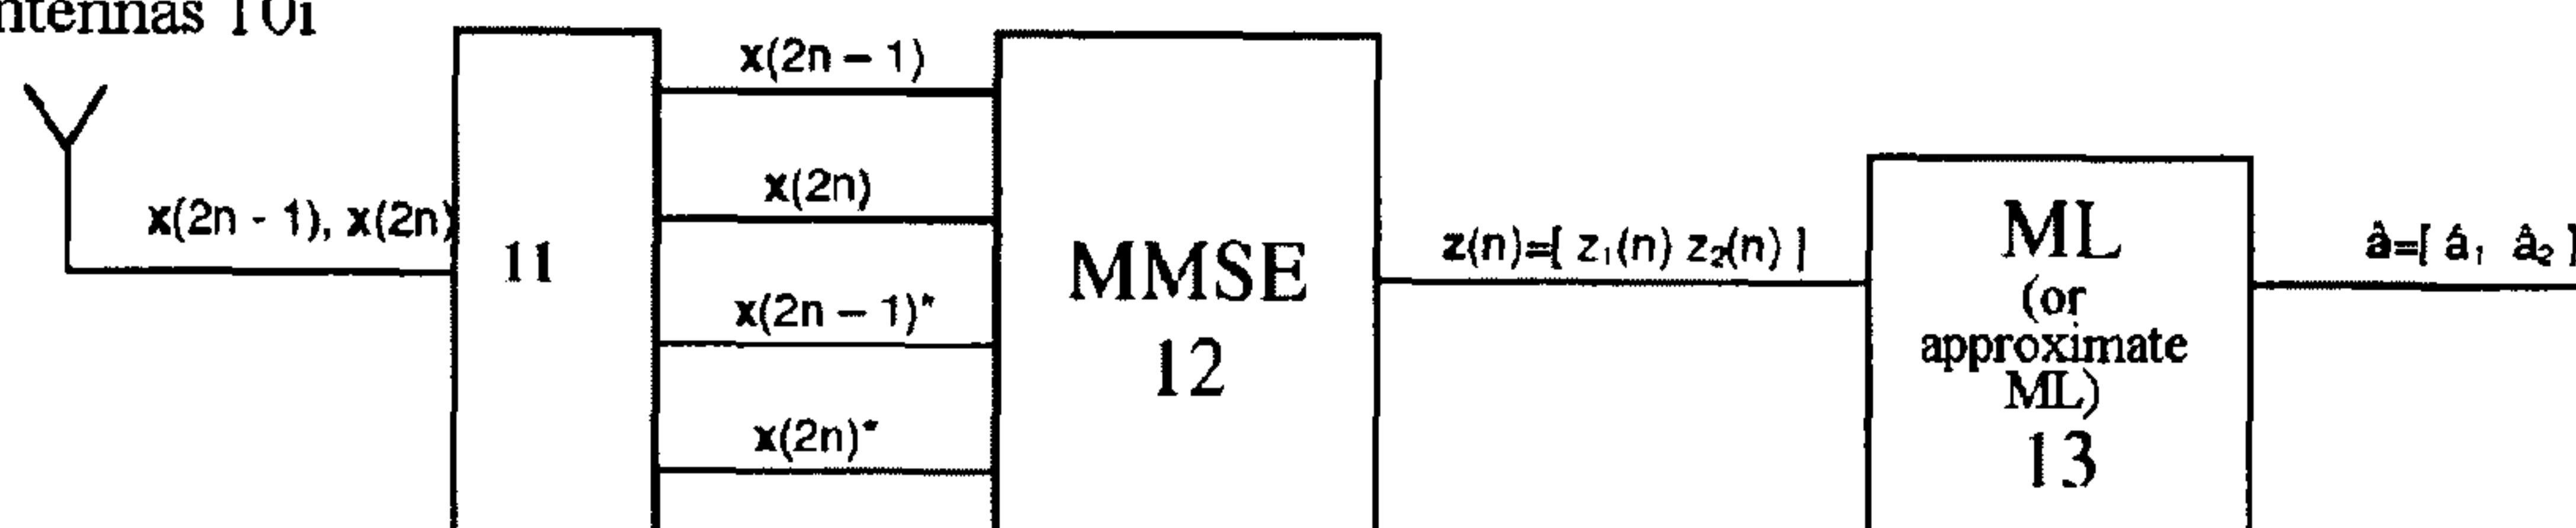 10i
x(2n – 1)
x(2n)
x(2n - 1), x(2n)
11
x(2n – 1)*
x(2n)*
MMSE
12
z(n)=[ z₁(n) z₂(n) ]
ML
(or
approximate
ML)
13
â=[ â₁ â₂ ]